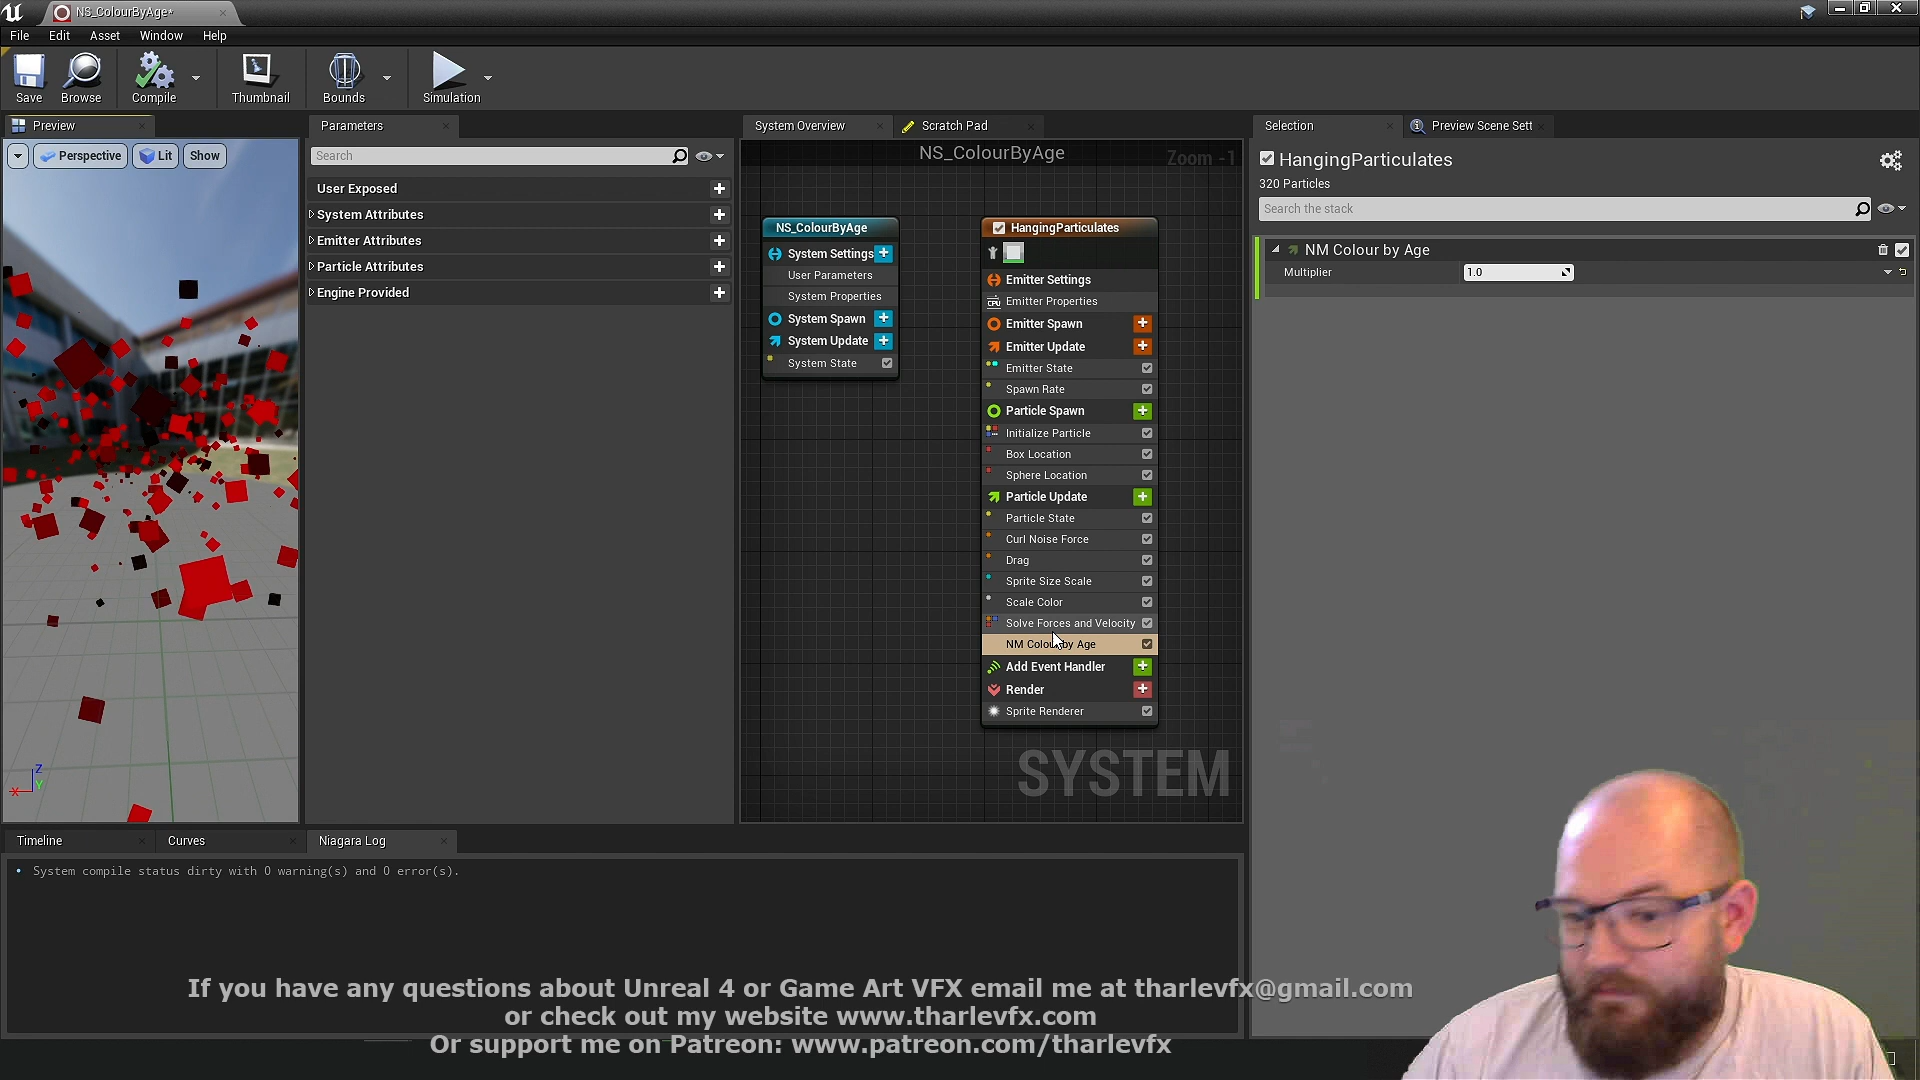 NS_ColourByAge*
File Edit Asset Window Help
Save Browse Compile Thumbnail Bounds Simulation
Preview
Parameters
System Overview
Scratch Pad
Selection
Preview Scene Sett
Perspective Lit Show
Search
NS_ColourByAge
Zoom -1
HangingParticulates
320 Particles
Search the stack
User Exposed
System Attributes
Emitter Attributes
Particle Attributes
Engine Provided
NS_ColourByAge
System Settings
User Parameters
System Properties
System Spawn
System Update
System State
HangingParticulates
Emitter Settings
CPU Emitter Properties
Emitter Spawn
Emitter Update
Emitter State
Spawn Rate
Particle Spawn
Initialize Particle
Box Location
Sphere Location
Particle Update
Particle State
Curl Noise Force
Drag
Sprite Size Scale
Scale Color
Solve Forces and Velocity
NM Colour by Age
Add Event Handler
Render
Sprite Renderer
SYSTEM
NM Colour by Age
Multiplier 1.0
Z
Y
X
Timeline
Curves
Niagara Log
• System compile status dirty with 0 warning(s) and 0 error(s).
If you have any questions about Unreal 4 or Game Art VFX email me at tharlevfx@gmail.com
or check out my website www.tharlevfx.com
Or support me on Patreon: www.patreon.com/tharlevfx